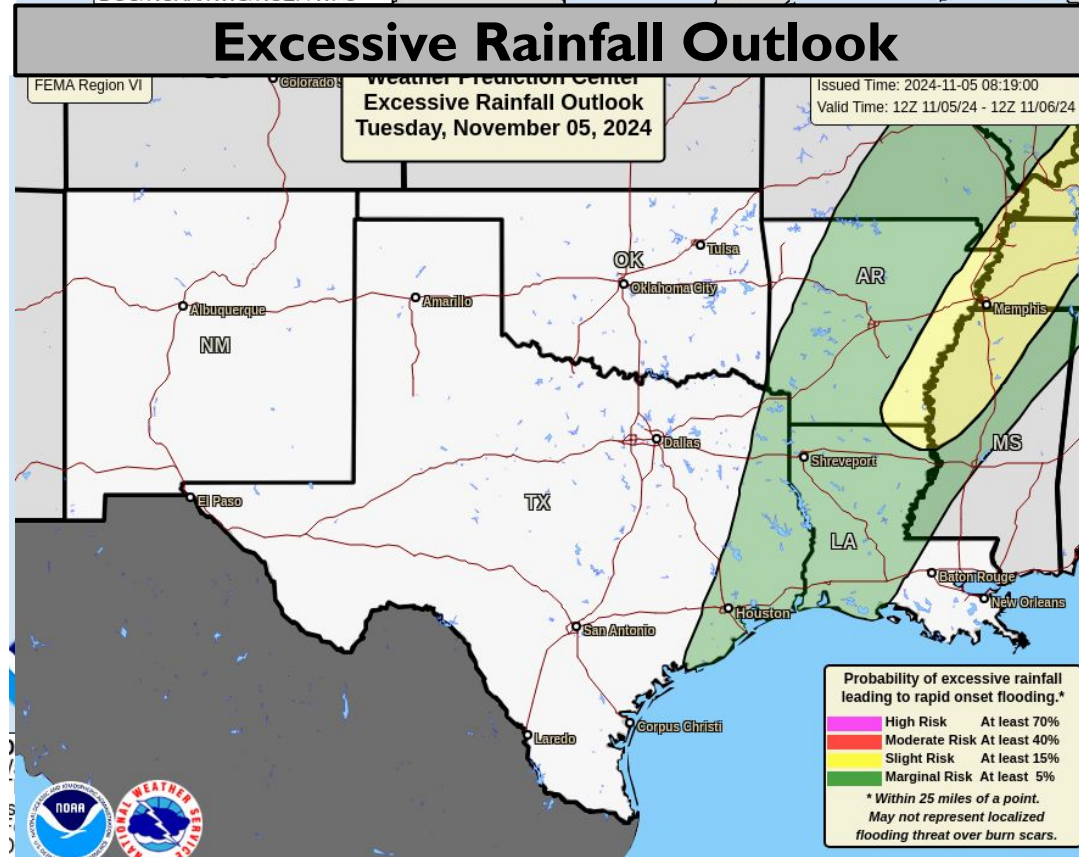 Excessive Rainfall Outlook
FEMA Region VI
Colorado
Weather Prediction Center
Excessive Rainfall Outlook
Tuesday, November 05, 2024
Issued Time: 2024-11-05 08:19:00
Valid Time: 12Z 11/05/24 - 12Z 11/06/24
Tulsa
OK
AR
Oklahoma City
Amarillo
Albuquerque
Memphis
NM
Dallas
MS
Shreveport
El Paso
TX
LA
Baton Rouge
New Orleans
Houston
San Antonio
Corpus Christi
Laredo
Probability of excessive rainfall
leading to rapid onset flooding.*
High Risk At least 70%
Moderate Risk At least 40%
Slight Risk At least 15%
Marginal Risk At least 5%
* Within 25 miles of a point.
May not represent localized
flooding threat over burn scars.
NOAA
NATIONAL WEATHER SERVICE